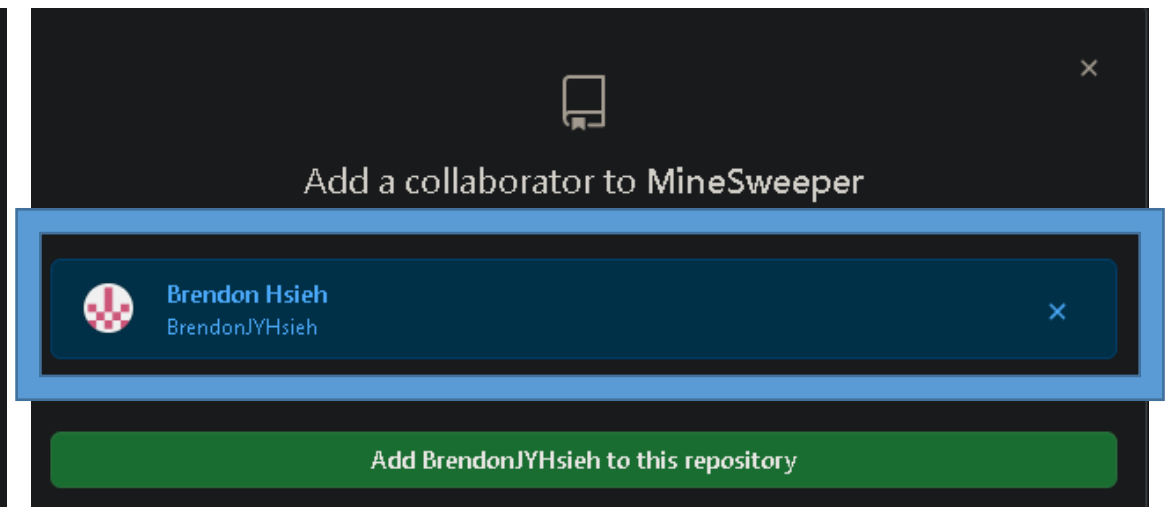 Add a collaborator to MineSweeper
Brendon Hsieh
BrendonJYHsieh
Add BrendonJYHsieh to this repository